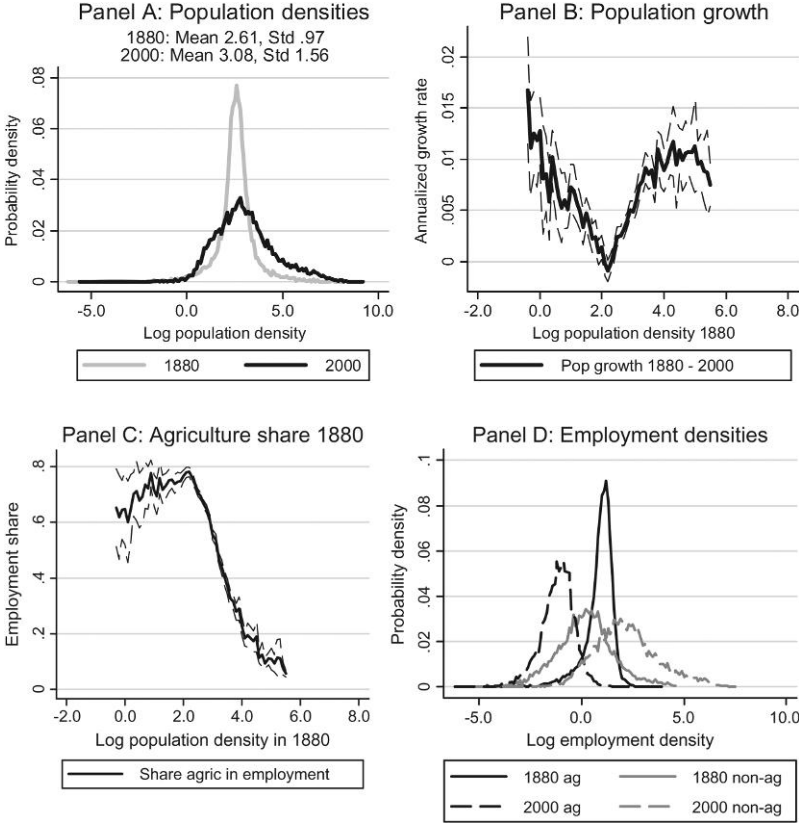 Panel A: Population densities
1880: Mean 2.61, Std .97
2000: Mean 3.08, Std 1.56
Probability density
.08
.06
.04
.02
0
-5.0 0.0 5.0 10.0
Log population density
1880 2000
Panel B: Population growth
Annualized growth rate
.02
.015
.01
.005
0
-2.0 0.0 2.0 4.0 6.0 8.0
Log population density 1880
Pop growth 1880 - 2000
Panel C: Agriculture share 1880
Employment share
.8
.6
.4
.2
0
-2.0 0.0 2.0 4.0 6.0 8.0
Log population density in 1880
Share agric in employment
Panel D: Employment densities
Probability density
.1
.08
.06
.04
.02
0
-5.0 0.0 5.0 10.0
Log employment density
1880 ag 1880 non-ag
2000 ag 2000 non-ag